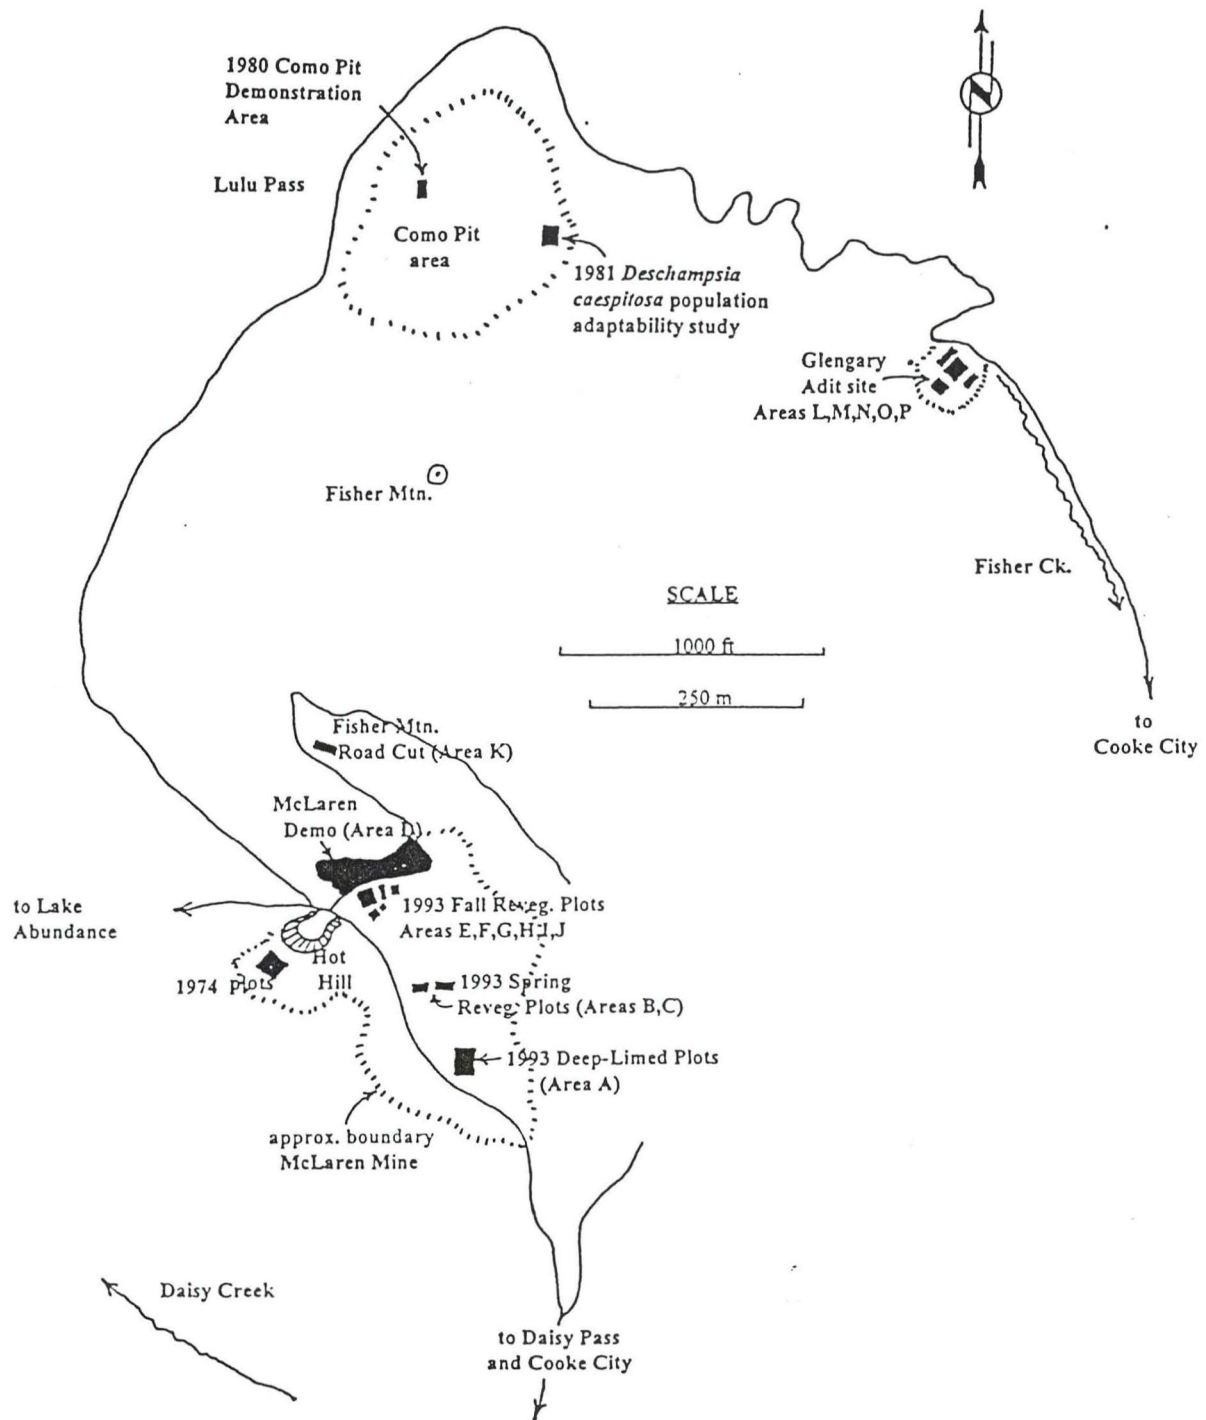 1980 Como Pit
Demonstration
Area
N
Lulu Pass
Como Pit
area
1981 Deschampsia
caespitosa population
adaptability study
Glengary
Adit site
Areas L,M,N,O,P
Fisher Mtn.
Fisher Ck.
SCALE
1000 ft
250 m
to
Cooke City
Fisher Mtn.
Road Cut (Area K)
McLaren
Demo (Area D)
to Lake
Abundance
1993 Fall Reveg. Plots
Areas E,F,G,H,I,J
Hot
Hill
1974 Plots
1993 Spring
Reveg. Plots (Areas B,C)
1993 Deep-Limed Plots
(Area A)
approx. boundary
McLaren Mine
Daisy Creek
to Daisy Pass
and Cooke City